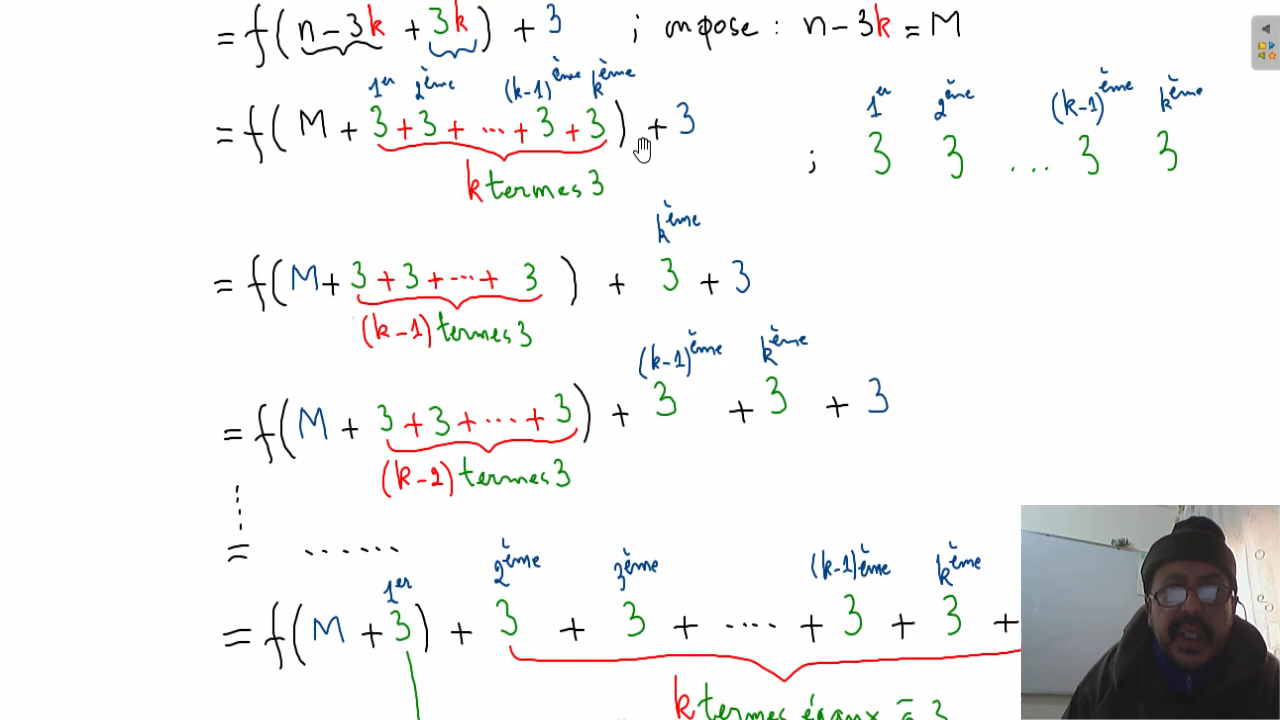 = f(n-3k + 3k) + 3 ; on pose : n-3k = M
1er 2ème (k-1)ème kème
= f( M + 3 + 3 + ... + 3 + 3 ) + 3
k termes 3
1er 2ème (k-1)ème kème
; 3 3 ... 3 3
kème
= f( M + 3 + 3 + ... + 3 ) + 3 + 3
(k-1) termes 3
(k-1)ème kème
= f( M + 3 + 3 + ... + 3 ) + 3 + 3 + 3
(k-2) termes 3
= ......
1er 2ème 3ème (k-1)ème kème
= f( M + 3 ) + 3 + 3 + .... + 3 + 3 +
k termes égaux à 3